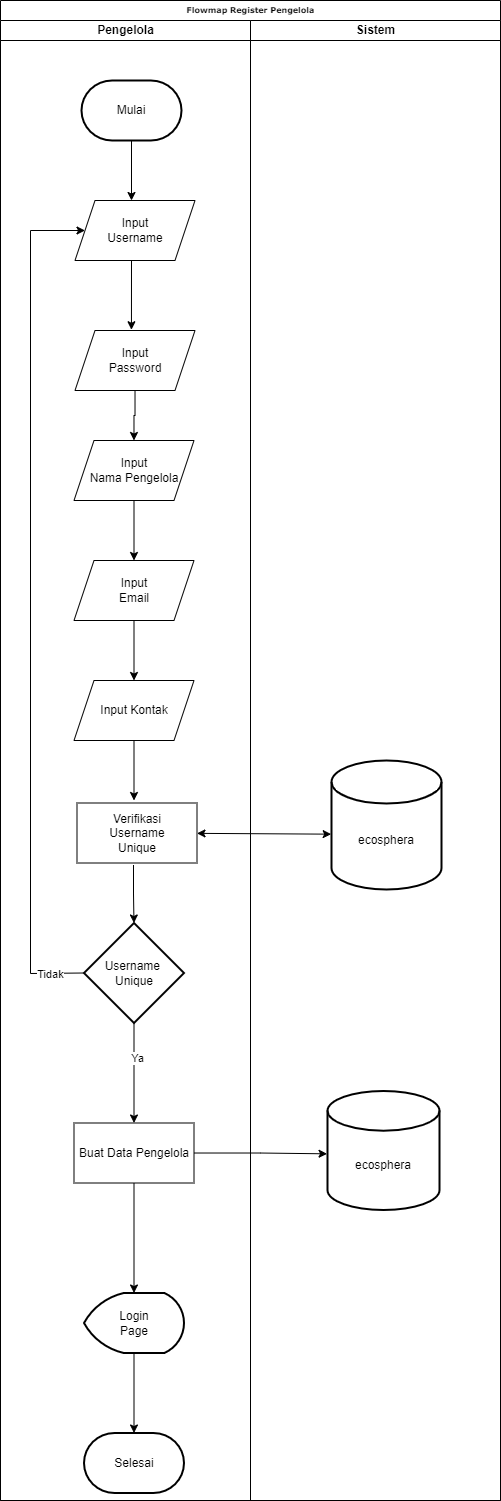 Flowmap Register Pengelola
Pengelola
Sistem
Mulai
Input
Username
Input
Password
Input
Nama Pengelola
Input
Email
Input Kontak
Verifikasi
Username
Unique
ecosphera
Username
Unique
Tidak
Ya
Buat Data Pengelola
ecosphera
Login
Page
Selesai